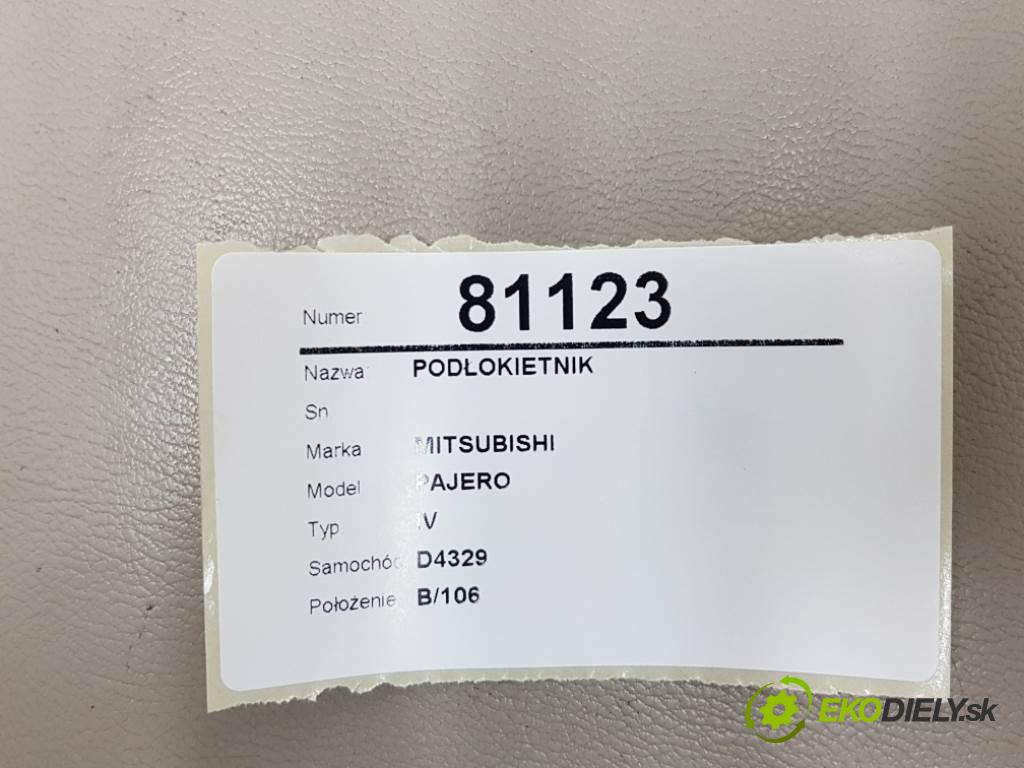 Numer 81123
Nazwa PODŁOKIETNIK
Sn
Marka MITSUBISHI
Model PAJERO
Typ IV
Samochód D4329
Położenie B/106
EKODIELY.sk